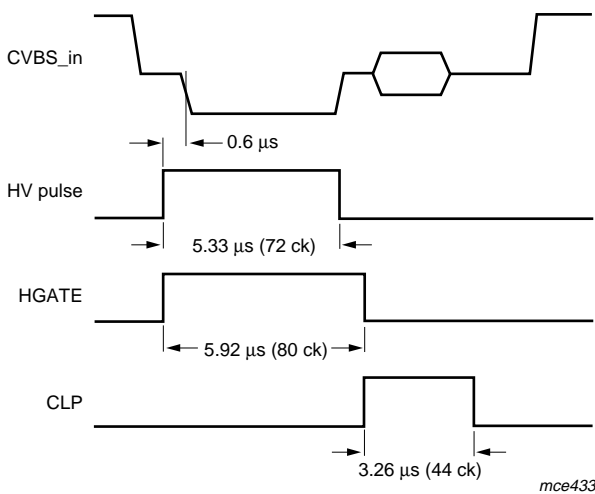 CVBS_in
0.6 μs
HV pulse
5.33 μs (72 ck)
HGATE
5.92 μs (80 ck)
CLP
3.26 μs (44 ck)
mce433